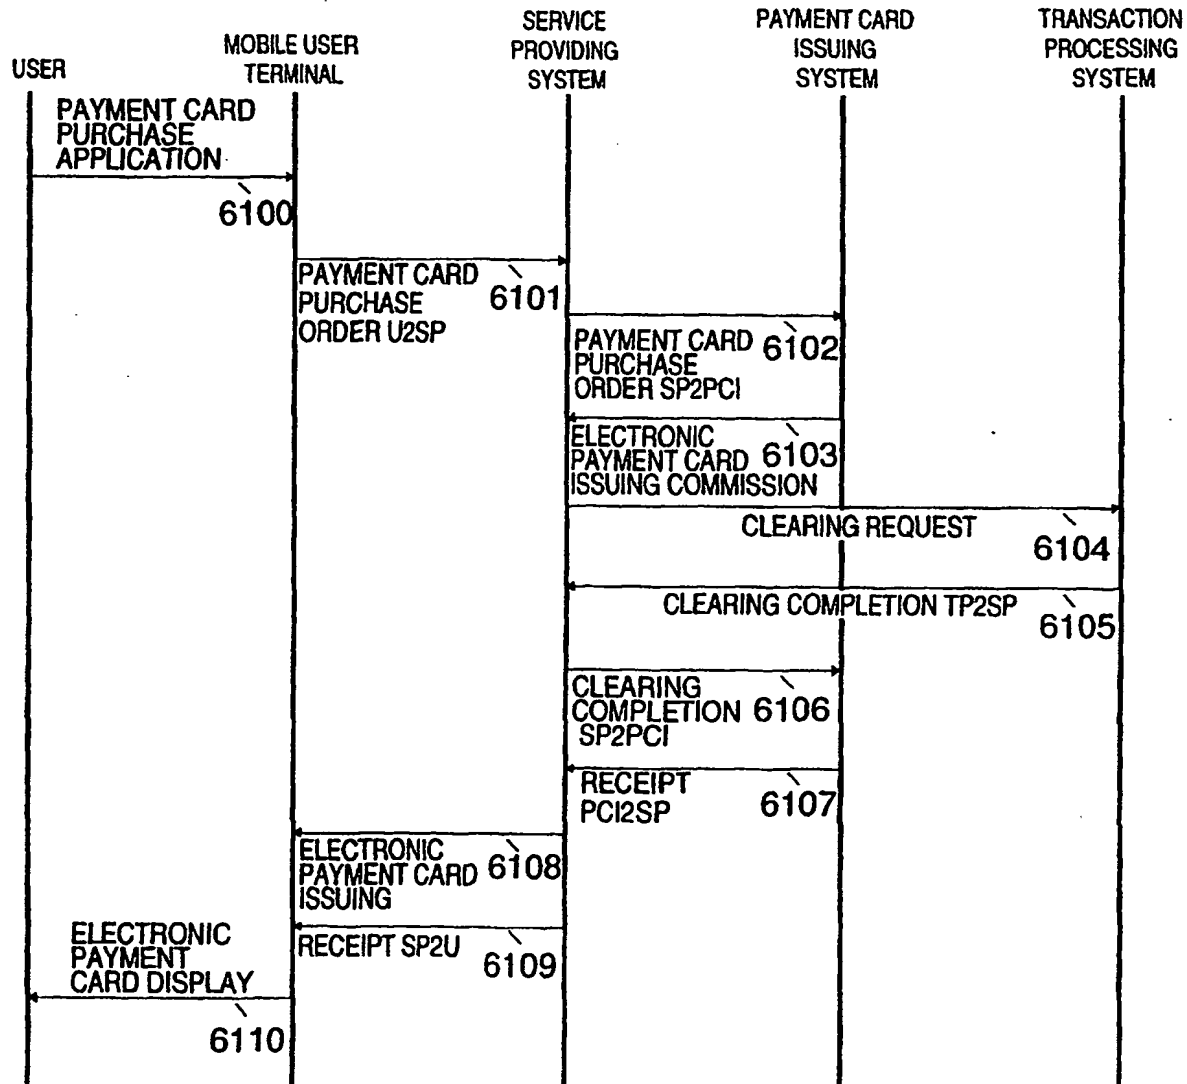 USER
MOBILE USER
TERMINAL
SERVICE
PROVIDING
SYSTEM
PAYMENT CARD
ISSUING
SYSTEM
TRANSACTION
PROCESSING
SYSTEM
PAYMENT CARD
PURCHASE
APPLICATION
6100
PAYMENT CARD
PURCHASE
ORDER U2SP
6101
PAYMENT CARD
PURCHASE
ORDER SP2PCI
6102
ELECTRONIC
PAYMENT CARD
ISSUING COMMISSION
6103
CLEARING REQUEST
6104
CLEARING COMPLETION TP2SP
6105
CLEARING
COMPLETION
SP2PCI
6106
RECEIPT
PCI2SP
6107
ELECTRONIC
PAYMENT CARD
ISSUING
6108
RECEIPT SP2U
6109
ELECTRONIC
PAYMENT
CARD DISPLAY
6110